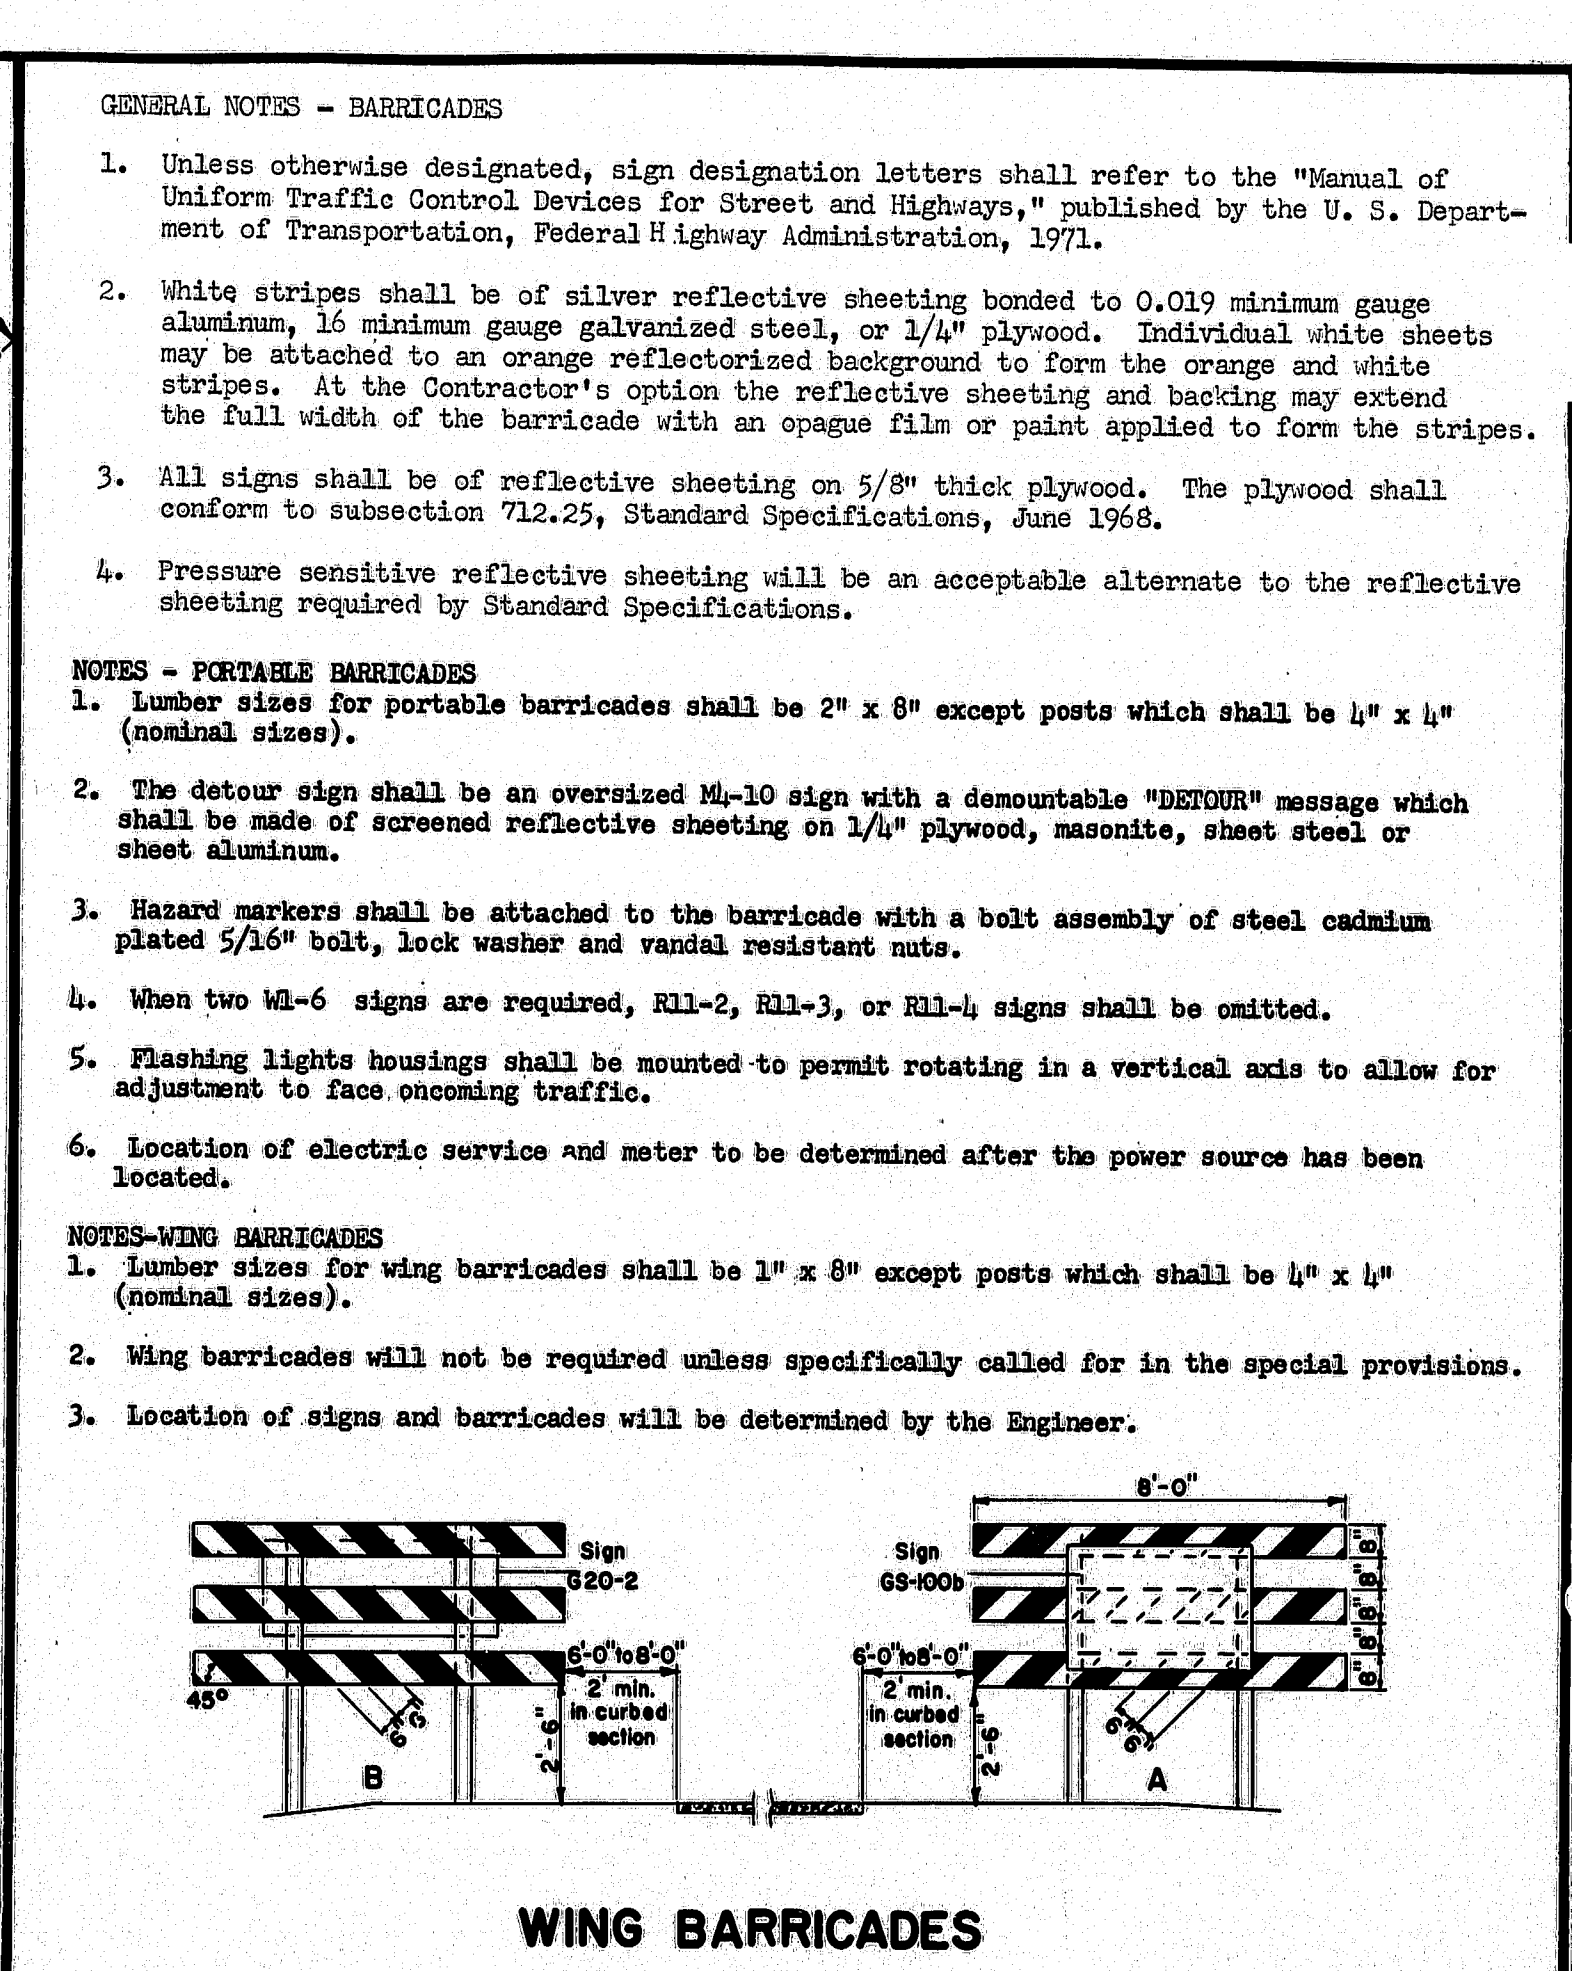 GENERAL NOTES - BARRICADES
1. Unless otherwise designated, sign designation letters shall refer to the "Manual of
Uniform Traffic Control Devices for Street and Highways," published by the U. S. Depart-
ment of Transportation, Federal Highway Administration, 1971.
2. White stripes shall be of silver reflective sheeting bonded to 0.019 minimum gauge
aluminum, 16 minimum gauge galvanized steel, or 1/4" plywood. Individual white sheets
may be attached to an orange reflectorized background to form the orange and white
stripes. At the Contractor's option the reflective sheeting and backing may extend
the full width of the barricade with an opague film or paint applied to form the stripes.
3. All signs shall be of reflective sheeting on 5/8" thick plywood. The plywood shall
conform to subsection 712.25, Standard Specifications, June 1968.
4. Pressure sensitive reflective sheeting will be an acceptable alternate to the reflective
sheeting required by Standard Specifications.
NOTES - PORTABLE BARRICADES
1. Lumber sizes for portable barricades shall be 2" x 8" except posts which shall be 4" x 4"
(nominal sizes).
2. The detour sign shall be an oversized M4-10 sign with a demountable "DETOUR" message which
shall be made of screened reflective sheeting on 1/4" plywood, masonite, sheet steel or
sheet aluminum.
3. Hazard markers shall be attached to the barricade with a bolt assembly of steel cadmium
plated 5/16" bolt, lock washer and vandal resistant nuts.
4. When two W1-6 signs are required, R11-2, R11-3, or R11-4 signs shall be omitted.
5. Flashing lights housings shall be mounted to permit rotating in a vertical axis to allow for
adjustment to face oncoming traffic.
6. Location of electric service and meter to be determined after the power source has been
located.
NOTES-WING BARRICADES
1. Lumber sizes for wing barricades shall be 1" x 8" except posts which shall be 4" x 4"
(nominal sizes).
2. Wing barricades will not be required unless specifically called for in the special provisions.
3. Location of signs and barricades will be determined by the Engineer.
8'-0"
Sign
G20-2
Sign
GS-100b
8"
8"
8"
8"
8"
6'-0" to 8'-0"
2' min.
in curbed
section
6'-0" to 8'-0"
2' min.
in curbed
section
45°
6"
6"
2'-6"
2'-6"
6"
6"
B
A
WING BARRICADES